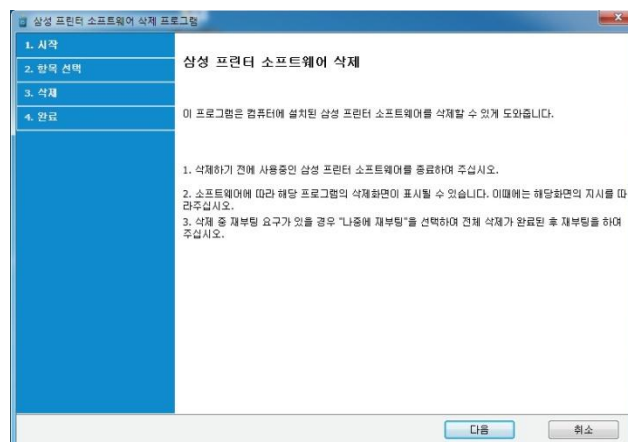 삼성 프린터 소프트웨어 삭제 프로그램
1. 시작
2. 항목 선택
3. 삭제
4. 완료
삼성 프린터 소프트웨어 삭제
이 프로그램은 컴퓨터에 설치된 삼성 프린터 소프트웨어를 삭제할 수 있게 도와줍니다.
1. 삭제하기 전에 사용중인 삼성 프린터 소프트웨어를 종료하여 주십시오.
2. 소프트웨어에 따라 해당 프로그램의 삭제화면이 표시될 수 있습니다. 이때에는 해당화면의 지시를 따
라주십시오.
3. 삭제 중 재부팅 요구가 있을 경우 "나중에 재부팅"을 선택하여 전체 삭제가 완료된 후 재부팅을 하여
주십시오.
다음
취소